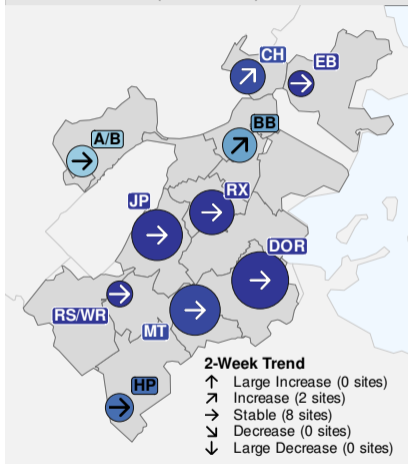 CH
EB
BB
A/B
RX
JP
DOR
RS/WR
MT
HP
2-Week Trend
↑ Large Increase (0 sites)
↗ Increase (2 sites)
→ Stable (8 sites)
↘ Decrease (0 sites)
↓ Large Decrease (0 sites)